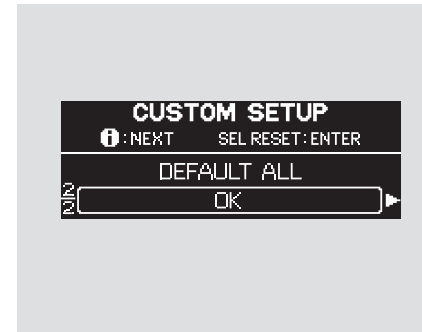 CUSTOM SETUP
i:NEXT SEL RESET:ENTER
DEFAULT ALL
2/2 OK